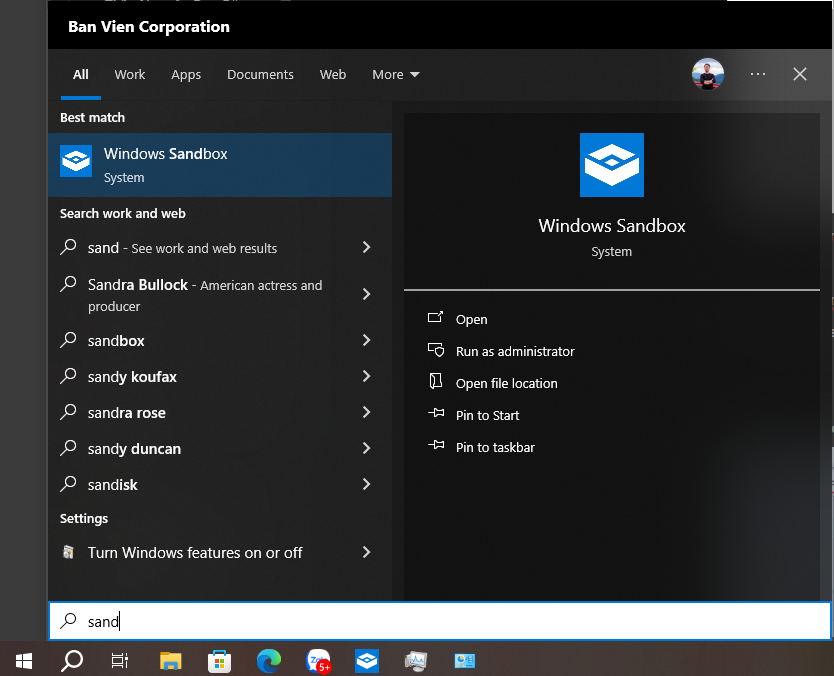 Ban Vien Corporation
All Work Apps Documents Web More
Best match
Windows Sandbox
System
Search work and web
sand - See work and web results
Sandra Bullock - American actress and
producer
sandbox
sandy koufax
sandra rose
sandy duncan
sandisk
Settings
Turn Windows features on or off
Windows Sandbox
System
Open
Run as administrator
Open file location
Pin to Start
Pin to taskbar
sand
5+